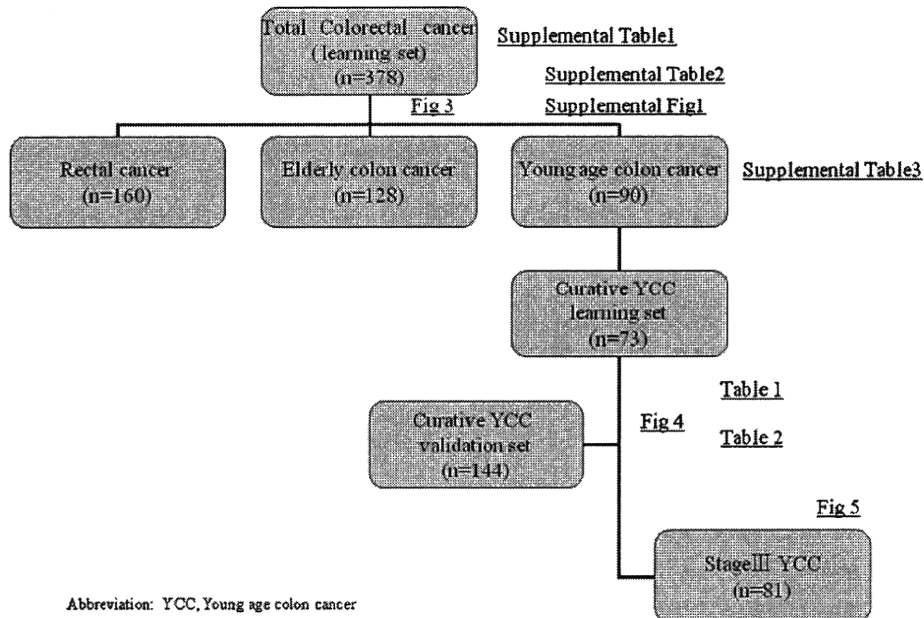 Total Colorectal cancer
( learning set)
(n=378)
Supplemental Table1
Supplemental Table2
Fig 3
Supplemental Fig1
Rectal cancer
(n=160)
Elderly colon cancer
(n=128)
Young age colon cancer
(n=90)
Supplemental Table3
Curative YCC
learning set
(n=73)
Table 1
Curative YCC
validation set
(n=144)
Fig 4
Table 2
Fig 5
StageⅢ YCC
(n=81)
Abbreviation: YCC, Young age colon cancer